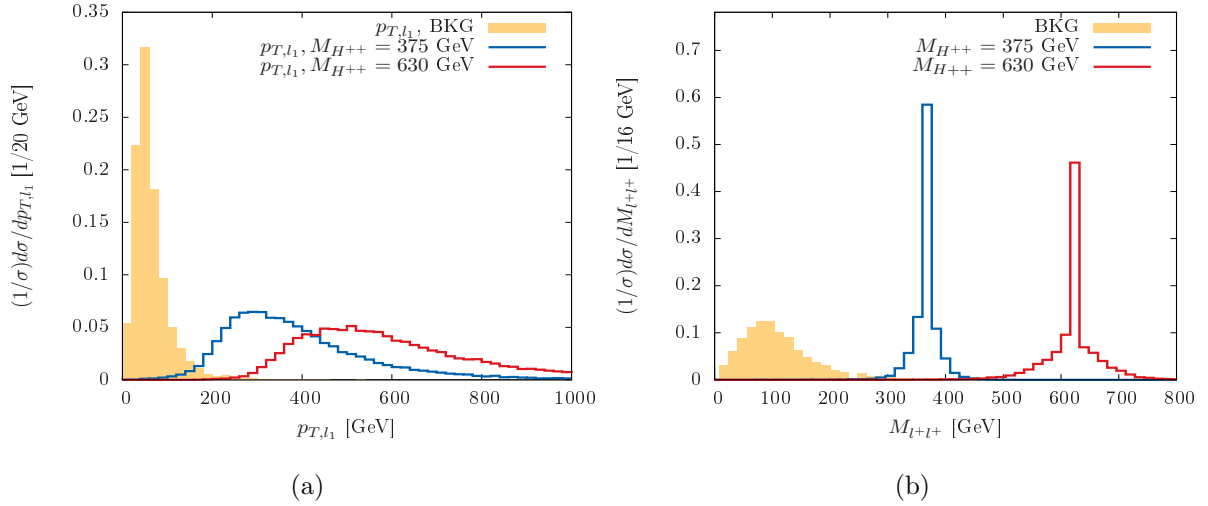 (1/σ)dσ/dp_{T,l_1} [1/20 GeV]
0.35
0.3
0.25
0.2
0.15
0.1
0.05
0
p_{T,l_1}, BKG
p_{T,l_1}, M_{H^{++}} = 375 GeV
p_{T,l_1}, M_{H^{++}} = 630 GeV
0 200 400 600 800 1000
p_{T,l_1} [GeV]
(a)
(1/σ)dσ/dM_{l^+l^+} [1/16 GeV]
0.7
0.6
0.5
0.4
0.3
0.2
0.1
0
BKG
M_{H^{++}} = 375 GeV
M_{H^{++}} = 630 GeV
0 100 200 300 400 500 600 700 800
M_{l^+l^+} [GeV]
(b)